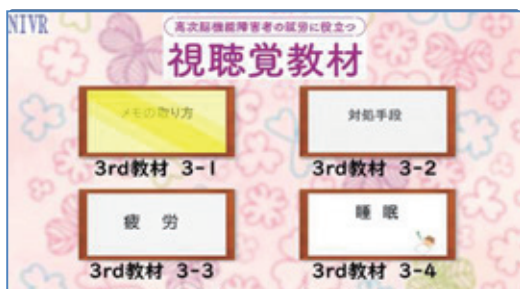 NIVR
高次脳機能障害者の就労に役立つ
視聴覚教材
メモの取り方
対処手段
3rd教材 3-1
3rd教材 3-2
疲 労
睡 眠
3rd教材 3-3
3rd教材 3-4